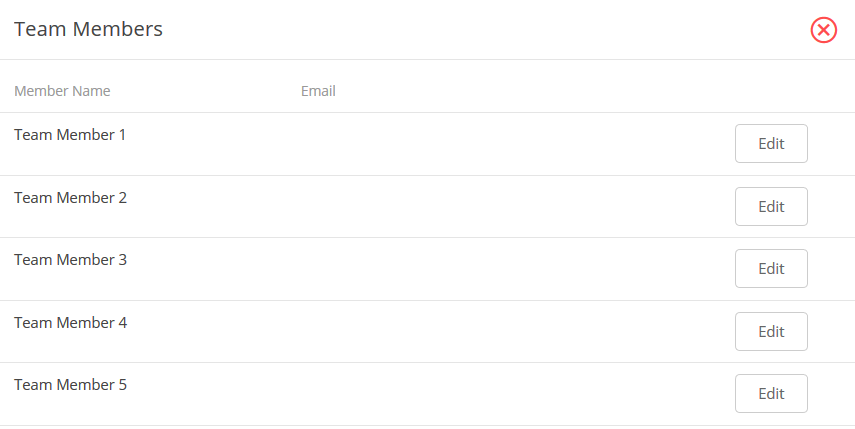 Team Members
Member Name Email
Team Member 1 Edit
Team Member 2 Edit
Team Member 3 Edit
Team Member 4 Edit
Team Member 5 Edit